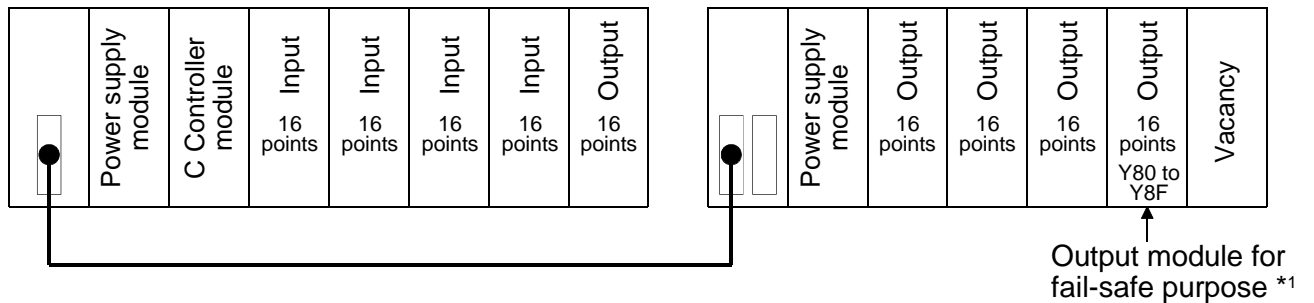 Power supply
module
C Controller
module
Input
16
points
Input
16
points
Input
16
points
Input
16
points
Output
16
points
Power supply
module
Output
16
points
Output
16
points
Output
16
points
Output
16
points
Y80 to
Y8F
Vacancy
Output module for
fail-safe purpose *1